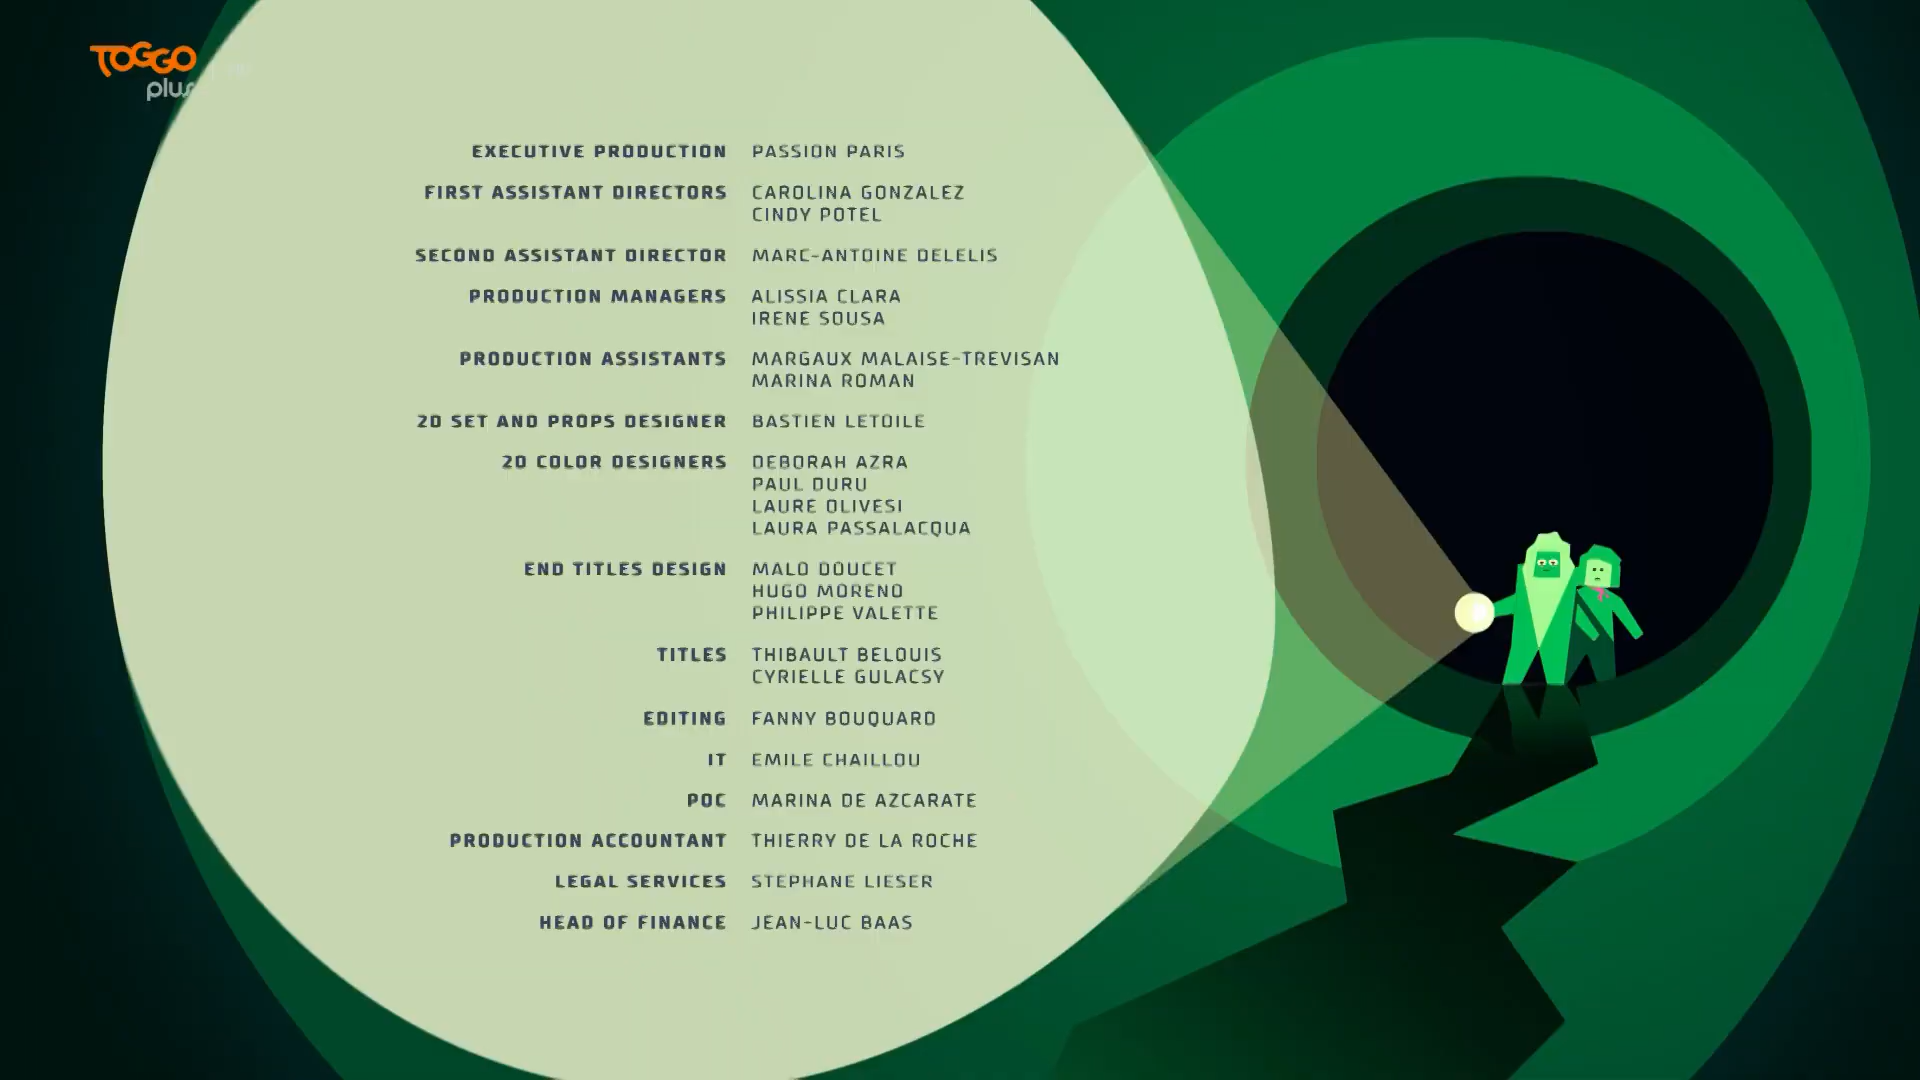 TOGGO
plus
EXECUTIVE PRODUCTION PASSION PARIS
FIRST ASSISTANT DIRECTORS CAROLINA GONZALEZ
CINDY POTEL
SECOND ASSISTANT DIRECTOR MARC-ANTOINE DELELIS
PRODUCTION MANAGERS ALISSIA CLARA
IRENE SOUSA
PRODUCTION ASSISTANTS MARGAUX MALAISE-TREVISAN
MARINA ROMAN
2D SET AND PROPS DESIGNER BASTIEN LETOILE
2D COLOR DESIGNERS DEBORAH AZRA
PAUL DURU
LAURE OLIVESI
LAURA PASSALACQUA
END TITLES DESIGN MALO DOUCET
HUGO MORENO
PHILIPPE VALETTE
TITLES THIBAULT BELOUIS
CYRIELLE GULACSY
EDITING FANNY BOUQUARD
IT EMILE CHAILLOU
POC MARINA DE AZCARATE
PRODUCTION ACCOUNTANT THIERRY DE LA ROCHE
LEGAL SERVICES STEPHANE LIESER
HEAD OF FINANCE JEAN-LUC BAAS